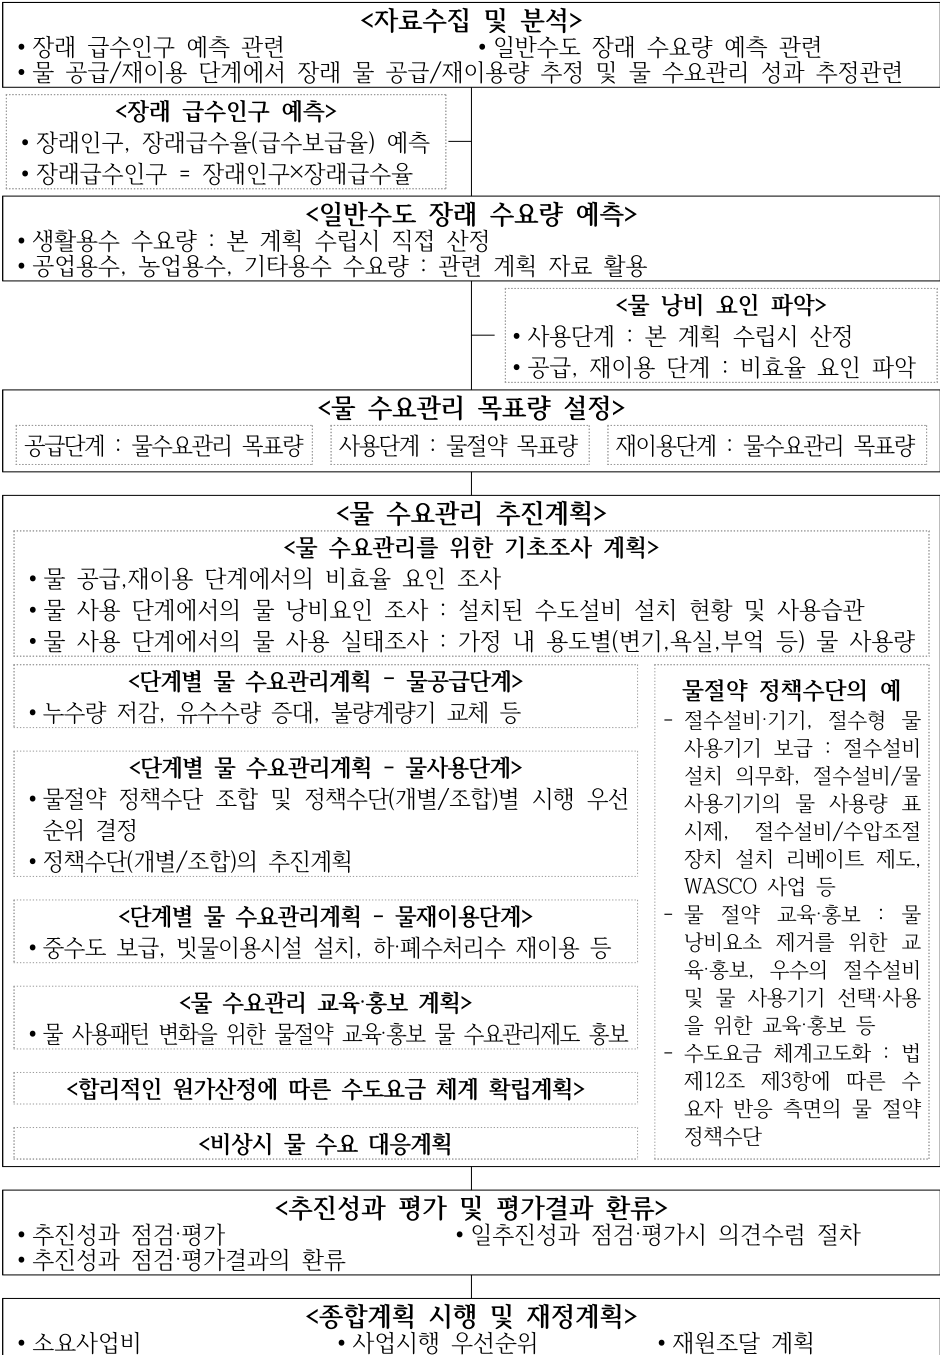 <자료수집 및 분석>
• 장래 급수인구 예측 관련 • 일반수도 장래 수요량 예측 관련
• 물 공급/재이용 단계에서 장래 물 공급/재이용량 추정 및 물 수요관리 성과 추정관련
<장래 급수인구 예측>
• 장래인구, 장래급수율(급수보급율) 예측
• 장래급수인구 = 장래인구×장래급수율
<일반수도 장래 수요량 예측>
• 생활용수 수요량 : 본 계획 수립시 직접 산정
• 공업용수, 농업용수, 기타용수 수요량 : 관련 계획 자료 활용
<물 낭비 요인 파악>
• 사용단계 : 본 계획 수립시 산정
• 공급, 재이용 단계 : 비효율 요인 파악
<물 수요관리 목표량 설정>
공급단계 : 물수요관리 목표량 사용단계 : 물절약 목표량 재이용단계 : 물수요관리 목표량
<물 수요관리 추진계획>
<물 수요관리를 위한 기초조사 계획>
• 물 공급,재이용 단계에서의 비효율 요인 조사
• 물 사용 단계에서의 물 낭비요인 조사 : 설치된 수도설비 설치 현황 및 사용습관
• 물 사용 단계에서의 물 사용 실태조사 : 가정 내 용도별(변기,욕실,부엌 등) 물 사용량
<단계별 물 수요관리계획 - 물공급단계>
• 누수량 저감, 유수수량 증대, 불량계량기 교체 등
<단계별 물 수요관리계획 - 물사용단계>
• 물절약 정책수단 조합 및 정책수단(개별/조합)별 시행 우선
순위 결정
• 정책수단(개별/조합)의 추진계획
<단계별 물 수요관리계획 - 물재이용단계>
• 중수도 보급, 빗물이용시설 설치, 하·폐수처리수 재이용 등
<물 수요관리 교육·홍보 계획>
• 물 사용패턴 변화을 위한 물절약 교육·홍보 물 수요관리제도 홍보
<합리적인 원가산정에 따른 수도요금 체계 확립계획>
<비상시 물 수요 대응계획
물절약 정책수단의 예
- 절수설비·기기, 절수형 물
사용기기 보급 : 절수설비
설치 의무화, 절수설비/물
사용기기의 물 사용량 표
시제, 절수설비/수압조절
장치 설치 리베이트 제도,
WASCO 사업 등
- 물 절약 교육·홍보 : 물
낭비요소 제거를 위한 교
육·홍보, 우수의 절수설비
및 물 사용기기 선택·사용
을 위한 교육·홍보 등
- 수도요금 체계고도화 : 법
제12조 제3항에 따른 수
요자 반응 측면의 물 절약
정책수단
<추진성과 평가 및 평가결과 환류>
• 추진성과 점검·평가 • 일추진성과 점검·평가시 의견수렴 절차
• 추진성과 점검·평가결과의 환류
<종합계획 시행 및 재정계획>
• 소요사업비 • 사업시행 우선순위 • 재원조달 계획